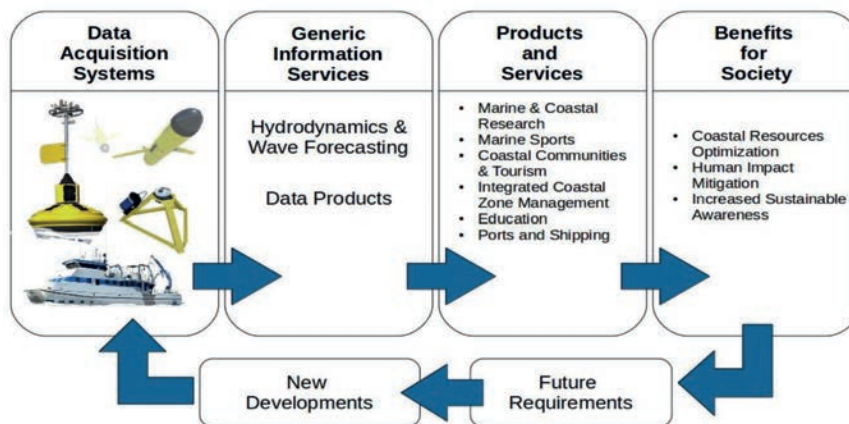 Data
Acquisition
Systems
Generic
Information
Services
Hydrodynamics &
Wave Forecasting
Data Products
Products
and
Services
• Marine & Coastal
Research
• Marine Sports
• Coastal Communities
& Tourism
• Integrated Coastal
Zone Management
• Education
• Ports and Shipping
Benefits
for
Society
• Coastal Resources
Optimization
• Human Impact
Mitigation
• Increased Sustainable
Awareness
New
Developments
Future
Requirements